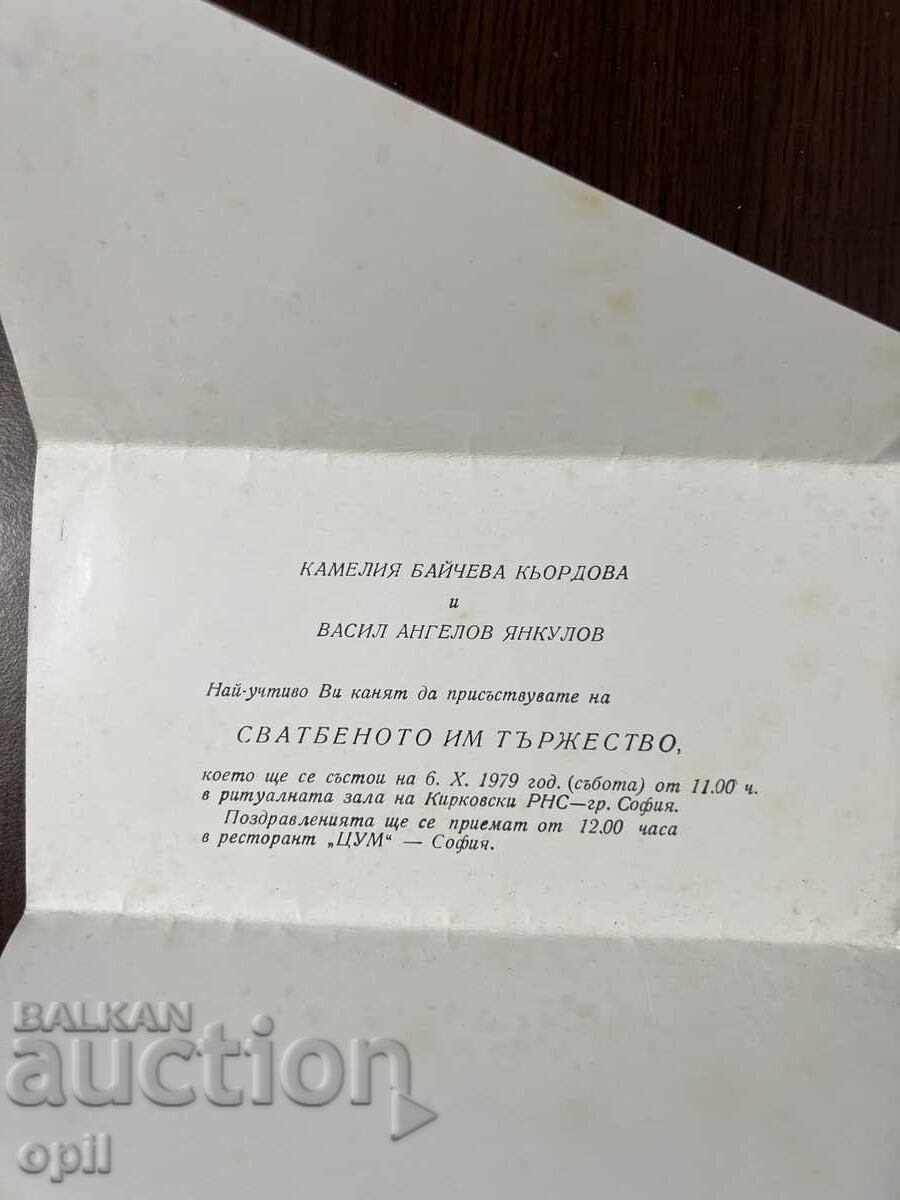 КАМЕЛИЯ БАЙЧЕВА КЬОРДОВА
и
ВАСИЛ АНГЕЛОВ ЯНКУЛОВ
Най-учтиво Ви канят да присъствувате на
СВАТБЕНОТО ИМ ТЪРЖЕСТВО,
което ще се състои на 6. X. 1979 год. (събота) от 11.00 ч.
в ритуалната зала на Кирковски РНС—гр. София.
Поздравленията ще се приемат от 12.00 часа
в ресторант „ЦУМ“ — София.
BALKAN
auction
opil